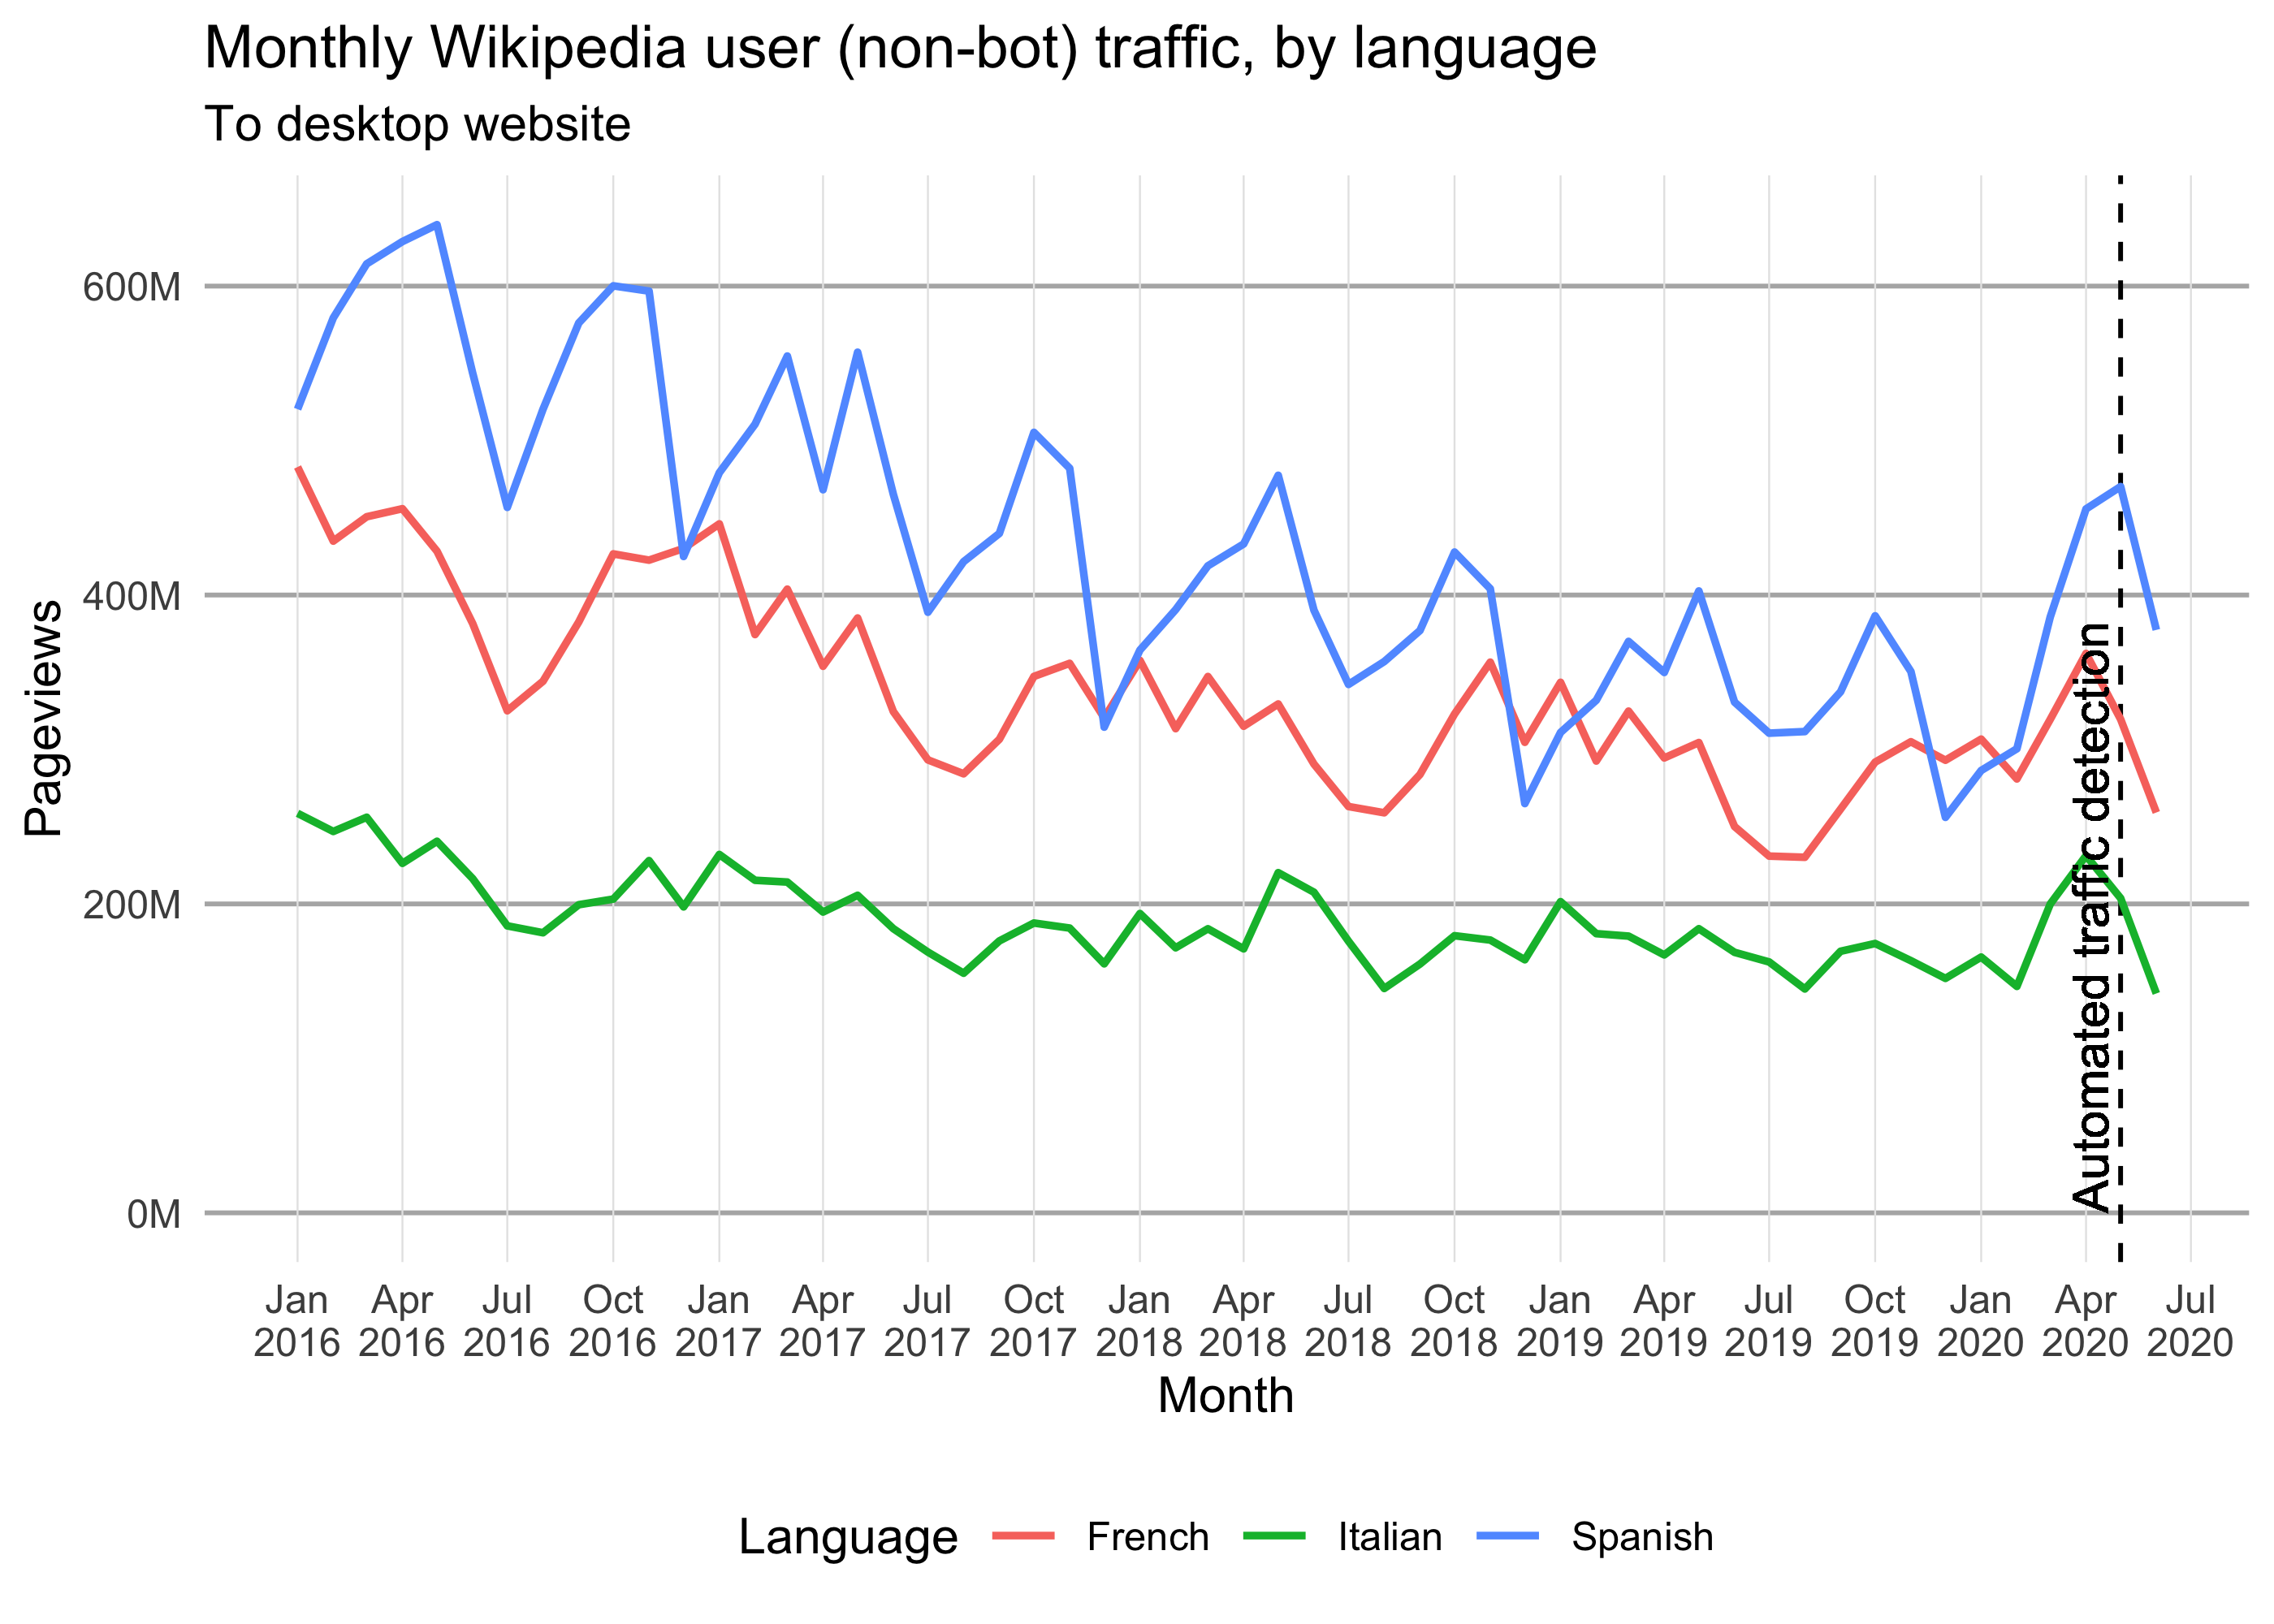 Monthly Wikipedia user (non-bot) traffic, by language
To desktop website
Pageviews
600M
400M
200M
0M
Automated traffic detection
Jan Apr Jul Oct Jan Apr Jul Oct Jan Apr Jul Oct Jan Apr Jul Oct Jan Apr Jul
2016 2016 2016 2016 2017 2017 2017 2017 2018 2018 2018 2018 2019 2019 2019 2019 2020 2020 2020
Month
Language French Italian Spanish